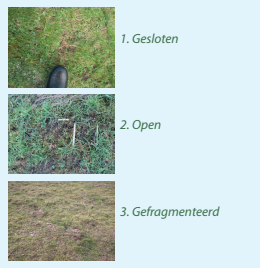 1. Gesloten
2. Open
3. Gefragmenteerd